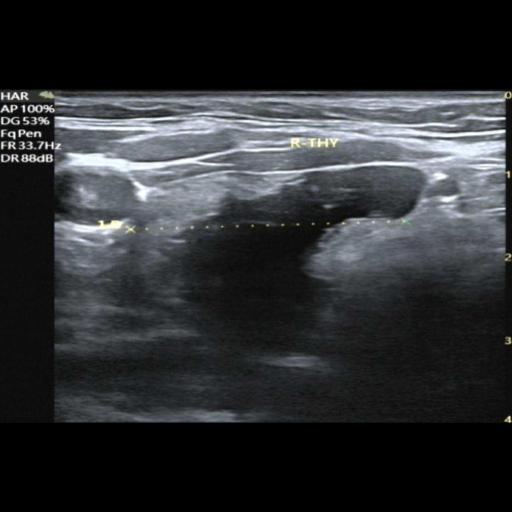 HAR
AP 100%
DG 53%
Fq Pen
FR 33.7Hz
DR 88dB
R-THY
0
1
2
3
4